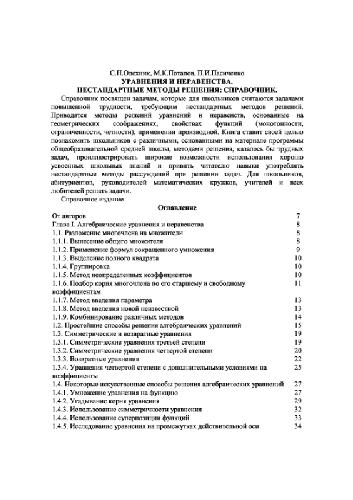 С.Н.Олехник, М.К.Потапов, П.И.Пасиченко
УРАВНЕНИЯ И НЕРАВЕНСТВА.
НЕСТАНДАРТНЫЕ МЕТОДЫ РЕШЕНИЯ: СПРАВОЧНИК.
Справочник посвящен задачам, которые для школьников считаются задачами
повышенной трудности, требующим нестандартных методов решений.
Приводятся методы решения уравнений и неравенств, основанные на
геометрических соображениях, свойствах функций (монотонности,
ограниченности, четности), применении производной. Книга ставит своей целью
познакомить школьников с различными, основанными на материале программы
общеобразовательной средней школы, методами решения, казалось бы трудных
задач, проиллюстрировать широкие возможности использования хорошо
усвоенных школьных знаний и привить читателю навыки употреблять
нестандартные методы рассуждений при решении задач. Для школьников,
абитуриентов, руководителей математических кружков, учителей и всех
любителей решать задачи.
Справочное издание
Оглавление
От авторов 7
Глава I. Алгебраические уравнения и неравенства 8
1.1. Разложение многочлена на множители 8
1.1.1. Вынесение общего множителя 8
1.1.2. Применение формул сокращенного умножения 9
1.1.3. Выделение полного квадрата 10
1.1.4. Группировка 10
1.1.5. Метод неопределенных коэффициентов 10
1.1.6. Подбор корня многочлена по его старшему и свободному 11
коэффициентам
1.1.7. Метод введения параметра 13
1.1.8. Метод введения новой неизвестной 13
1.1.9. Комбинирование различных методов 14
1.2. Простейшие способы решения алгебраических уравнений 15
1.3. Симметрические и возвратные уравнения 19
1.3.1. Симметрические уравнения третьей степени 19
1.3.2. Симметрические уравнения четвертой степени 20
1.3.3. Возвратные уравнения 22
1.3.4. Уравнения четвертой степени с дополнительными условиями на 25
коэффициенты
1.4. Некоторые искусственные способы решения алгебраических уравнений 27
1.4.1. Умножение уравнения на функцию 27
1.4.2. Угадывание корня уравнения 29
1.4.3. Использование симметричности уравнения 32
1.4.4. Использование суперпозиции функций 33
1.4.5. Исследование уравнения на промежутках действительной оси 34